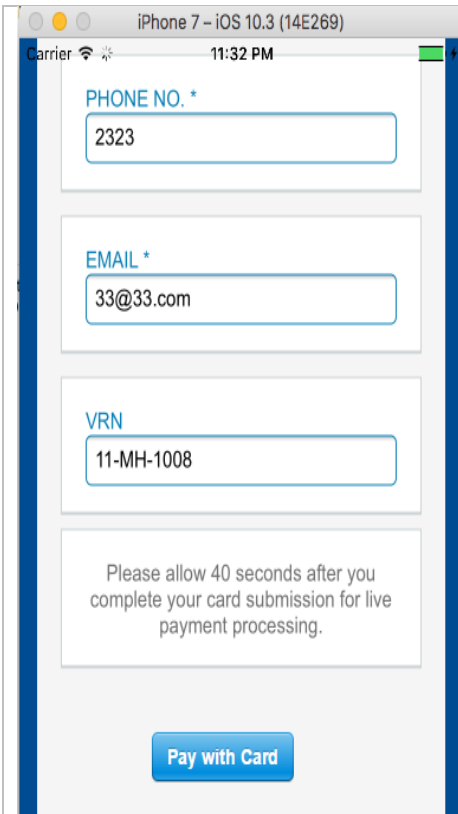 iPhone 7 – iOS 10.3 (14E269)
Carrier 11:32 PM
PHONE NO. *
2323
EMAIL *
33@33.com
VRN
11-MH-1008
Please allow 40 seconds after you
complete your card submission for live
payment processing.
Pay with Card